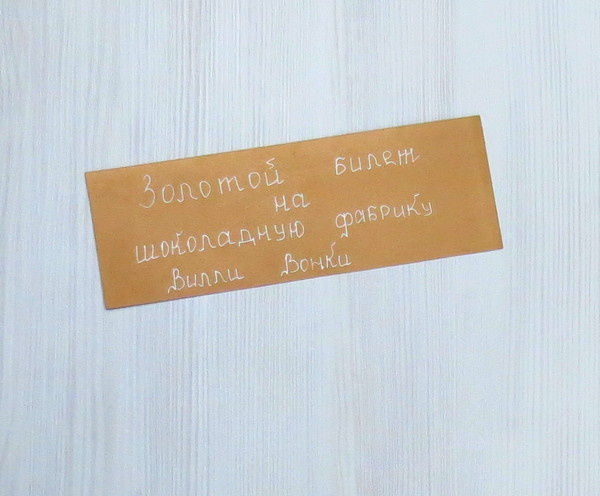 Золотой билет
на
шоколадную фабрику
Вилли Вонки